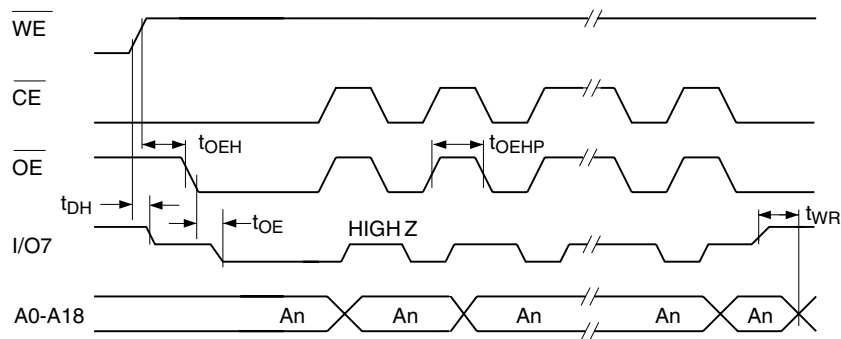 WE
CE
tOEH
tOEHP
OE
tDH
tOE
HIGH Z
tWR
I/O7
A0-A18
An
An
An
An
An